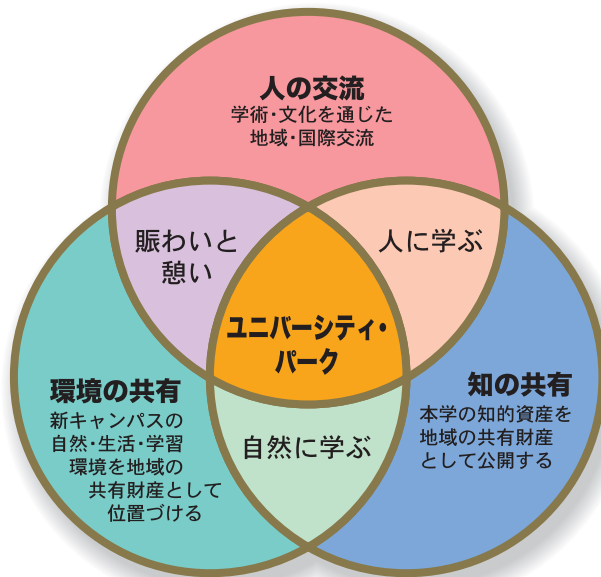 人の交流
学術・文化を通じた
地域・国際交流
賑わいと
憩い
人に学ぶ
ユニバーシティ・
パーク
環境の共有
新キャンパスの
自然・生活・学習
環境を地域の
共有財産として
位置づける
知の共有
本学の知的資産を
地域の共有財産
として公開する
自然に学ぶ